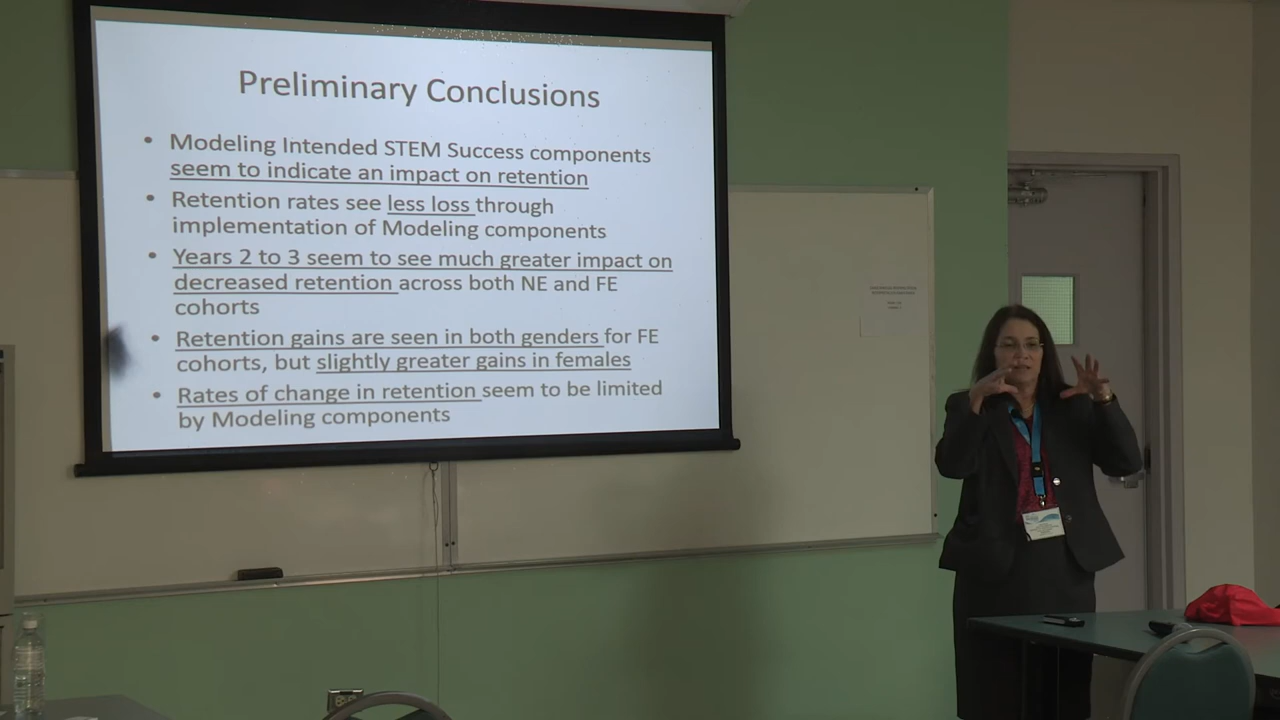 Preliminary Conclusions
• Modeling Intended STEM Success components
seem to indicate an impact on retention
• Retention rates see less loss through
implementation of Modeling components
• Years 2 to 3 seem to see much greater impact on
decreased retention across both NE and FE
cohorts
• Retention gains are seen in both genders for FE
cohorts, but slightly greater gains in females
• Rates of change in retention seem to be limited
by Modeling components